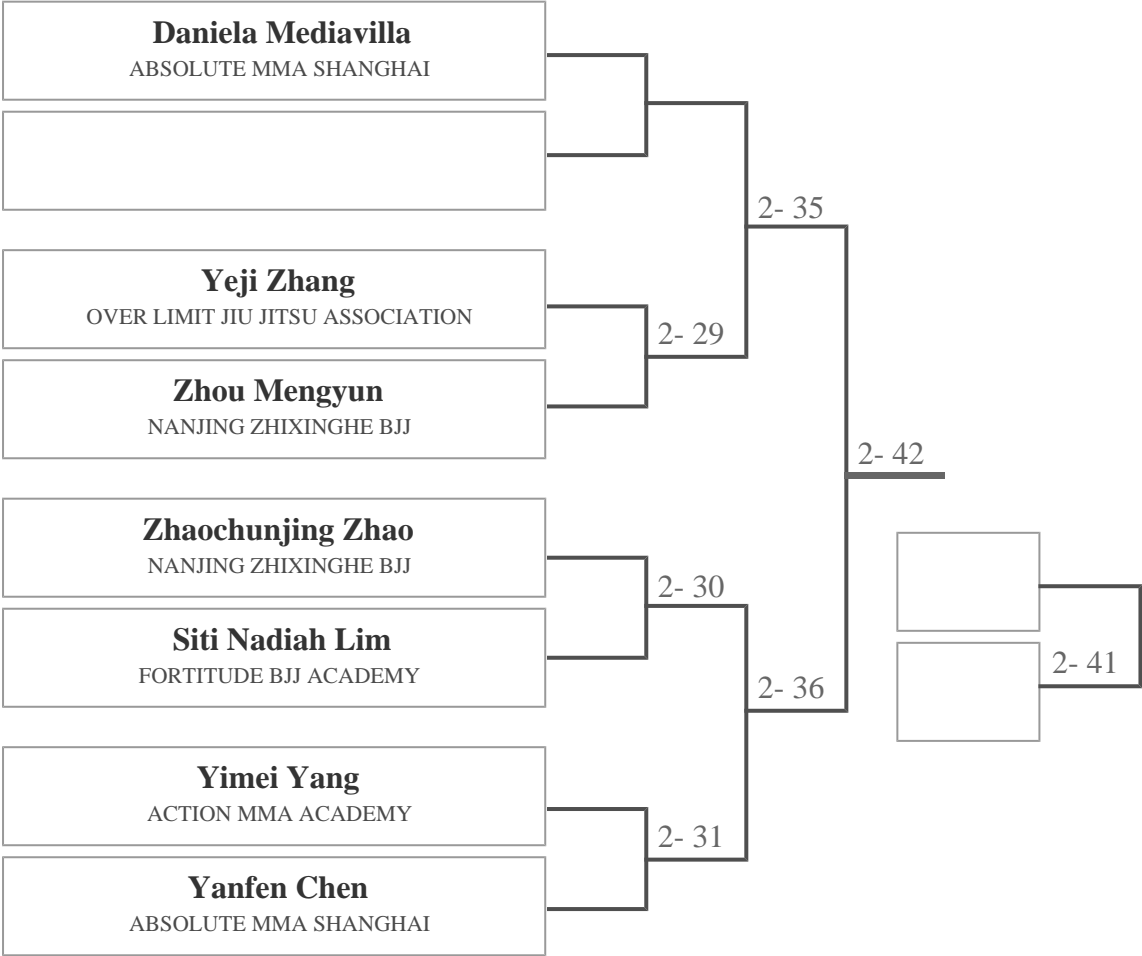 Daniela Mediavilla
ABSOLUTE MMA SHANGHAI
2- 35
Yeji Zhang
OVER LIMIT JIU JITSU ASSOCIATION
2- 29
Zhou Mengyun
NANJING ZHIXINGHE BJJ
2- 42
Zhaochunjing Zhao
NANJING ZHIXINGHE BJJ
2- 30
Siti Nadiah Lim
FORTITUDE BJJ ACADEMY
2- 41
2- 36
Yimei Yang
ACTION MMA ACADEMY
2- 31
Yanfen Chen
ABSOLUTE MMA SHANGHAI